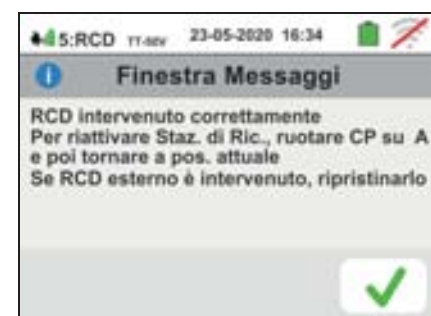 5:RCD 23-05-2020 16:34
Finestra Messaggi
RCD intervenuto correttamente
Per riattivare Staz. di Ric., ruotare CP su A
e poi tornare a pos. attuale
Se RCD esterno è intervenuto, ripristinarlo